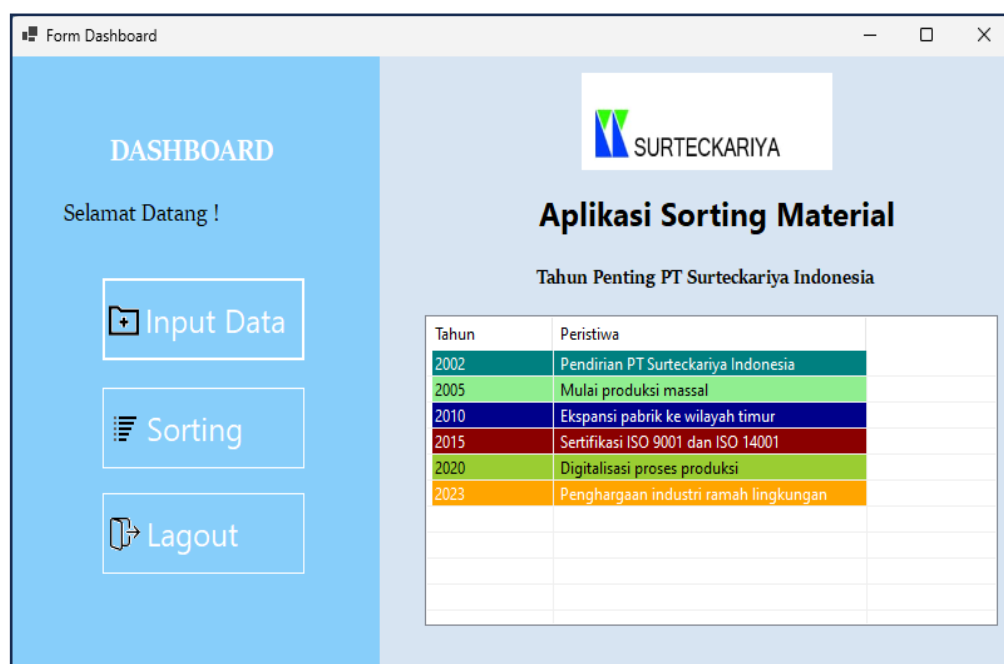 Form Dashboard
DASHBOARD
Selamat Datang !
Input Data
Sorting
Lagout
SURTECKARIYA
Aplikasi Sorting Material
Tahun Penting PT Surteckariya Indonesia
Tahun Peristiwa
2002 Pendirian PT Surteckariya Indonesia
2005 Mulai produksi massal
2010 Ekspansi pabrik ke wilayah timur
2015 Sertifikasi ISO 9001 dan ISO 14001
2020 Digitalisasi proses produksi
2023 Penghargaan industri ramah lingkungan